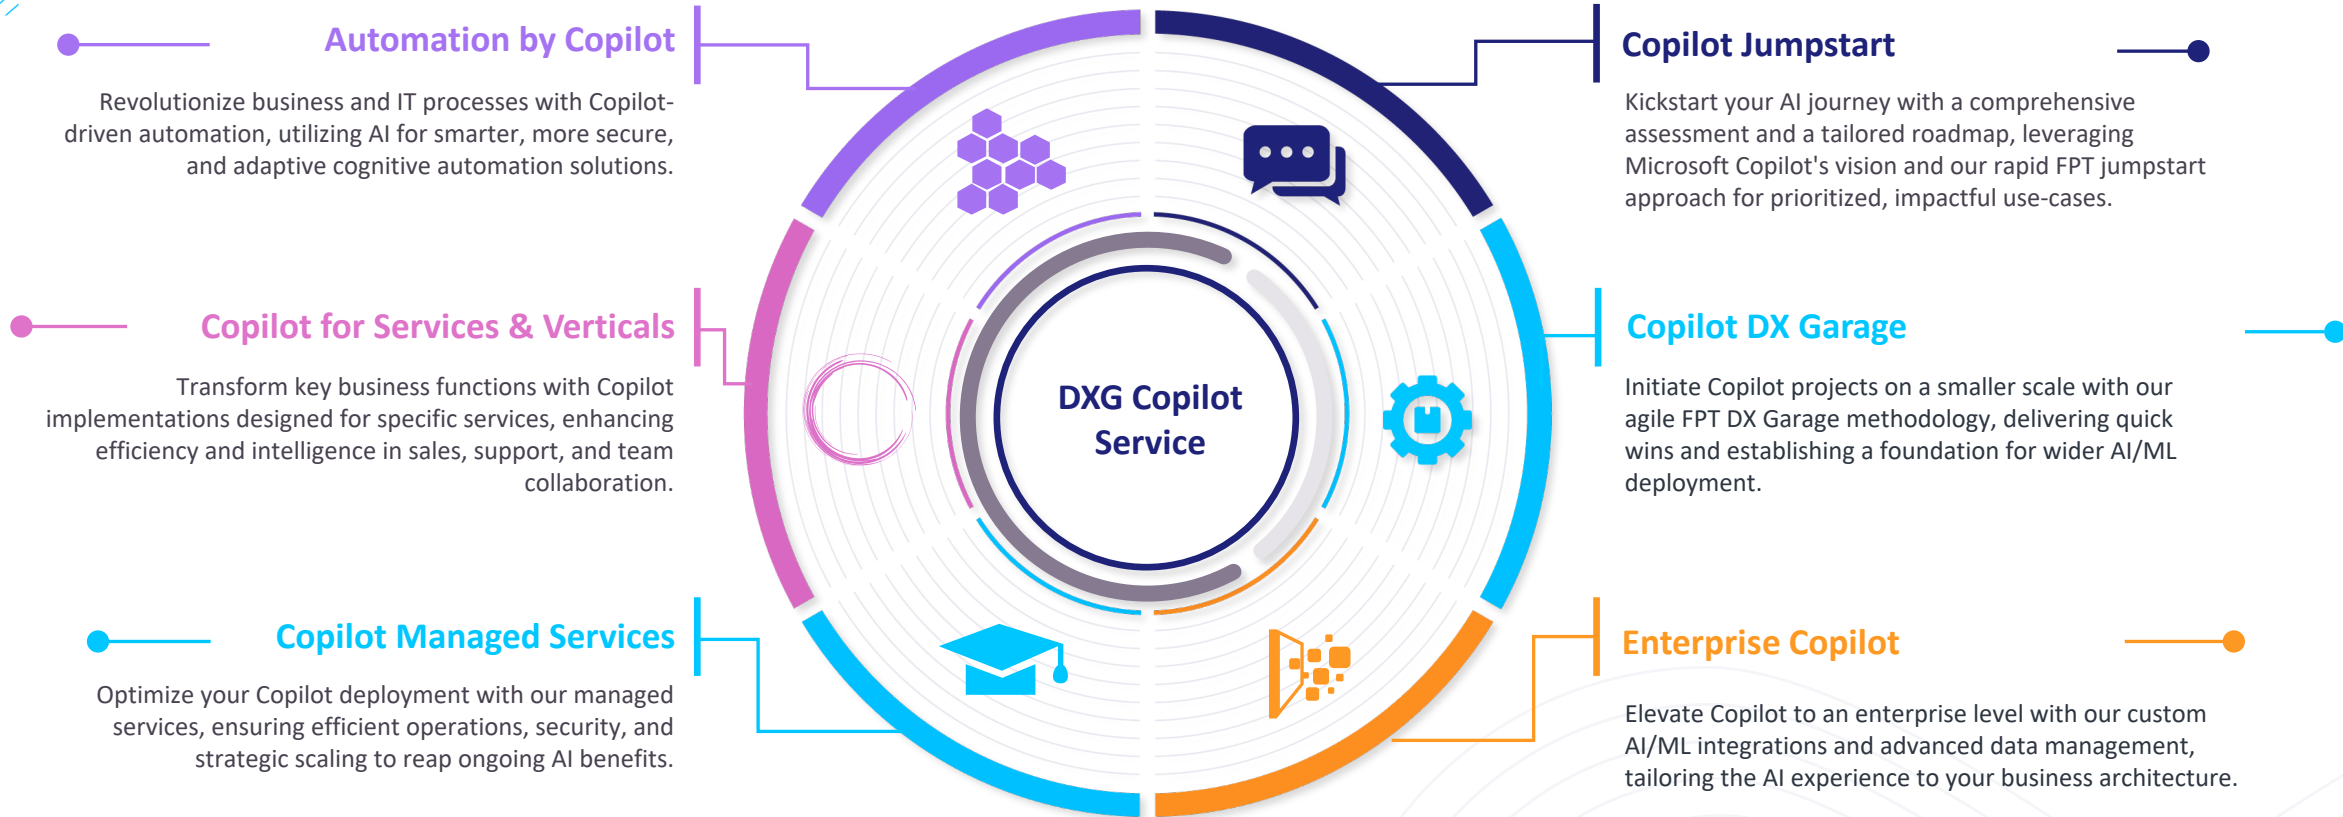 Automation by Copilot
Revolutionize business and IT processes with Copilot-
driven automation, utilizing AI for smarter, more secure,
and adaptive cognitive automation solutions.
Copilot for Services & Verticals
Transform key business functions with Copilot
implementations designed for specific services, enhancing
efficiency and intelligence in sales, support, and team
collaboration.
Copilot Managed Services
Optimize your Copilot deployment with our managed
services, ensuring efficient operations, security, and
strategic scaling to reap ongoing AI benefits.
DXG Copilot
Service
Copilot Jumpstart
Kickstart your AI journey with a comprehensive
assessment and a tailored roadmap, leveraging
Microsoft Copilot's vision and our rapid FPT jumpstart
approach for prioritized, impactful use-cases.
Copilot DX Garage
Initiate Copilot projects on a smaller scale with our
agile FPT DX Garage methodology, delivering quick
wins and establishing a foundation for wider AI/ML
deployment.
Enterprise Copilot
Elevate Copilot to an enterprise level with our custom
AI/ML integrations and advanced data management,
tailoring the AI experience to your business architecture.